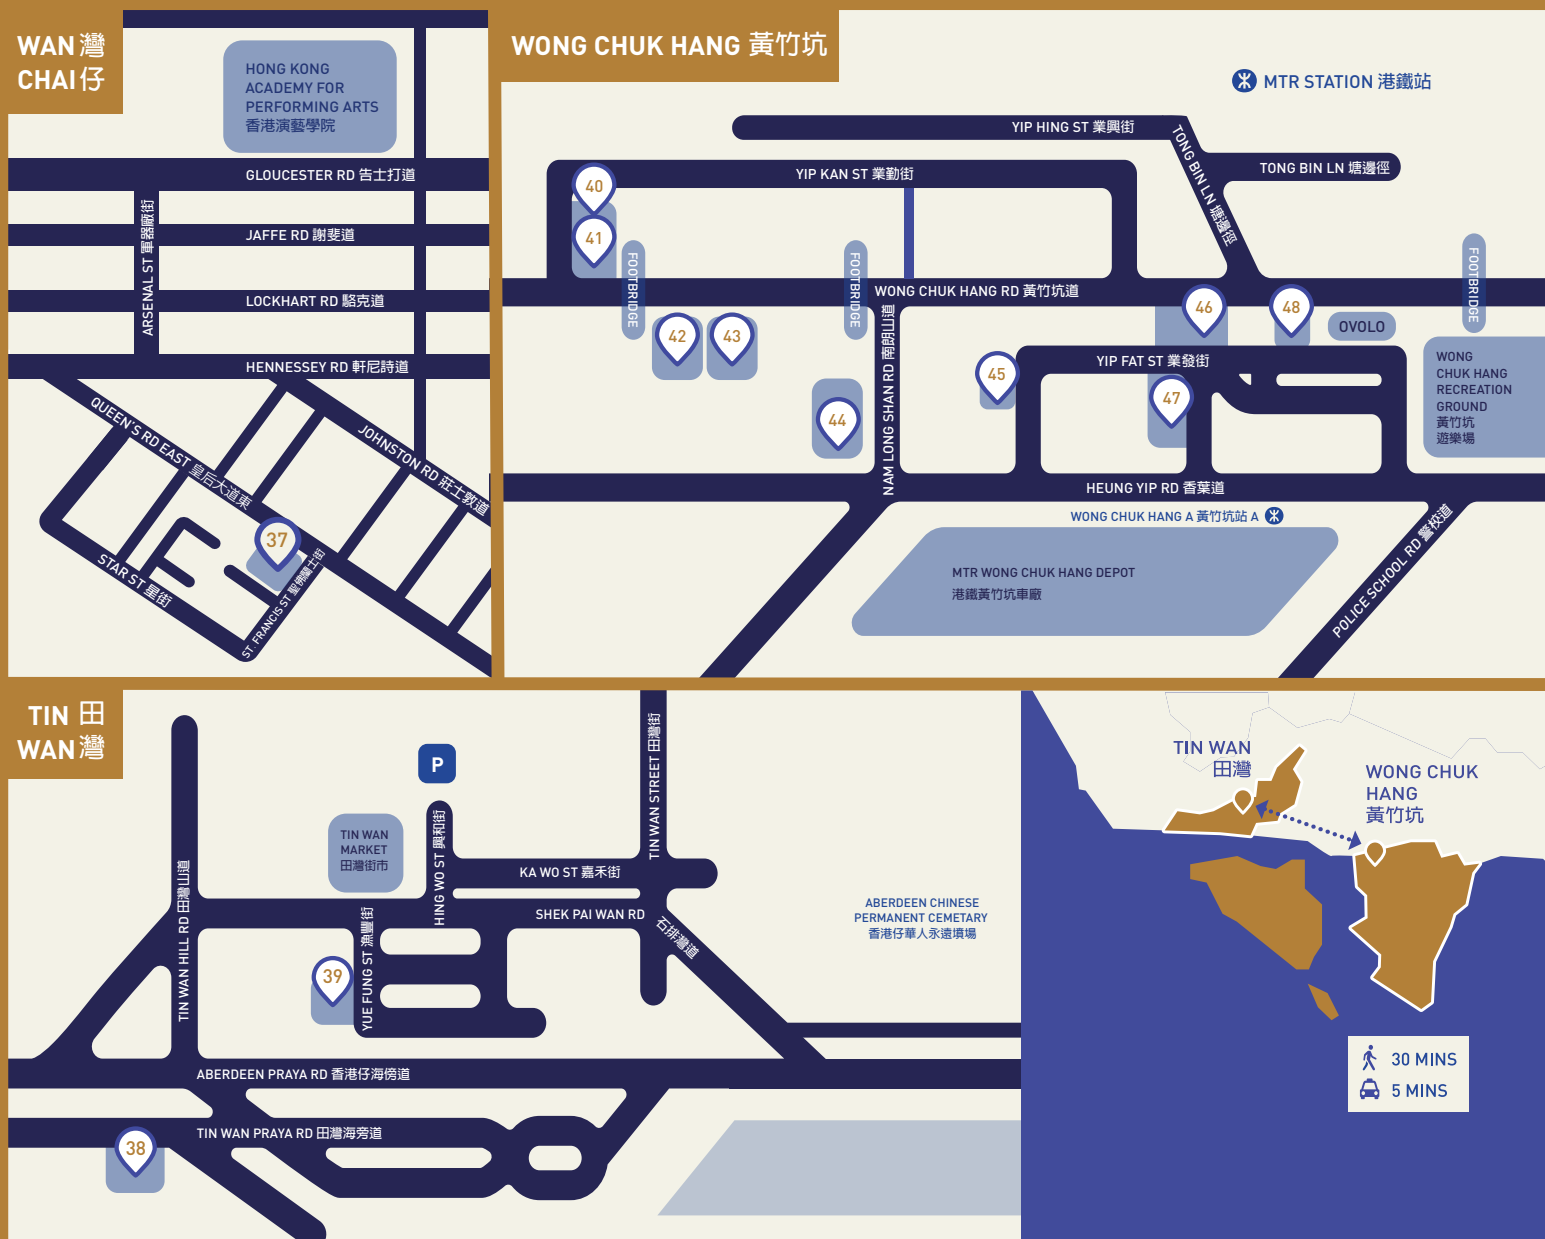 WAN 灣
CHAI 仔
HONG KONG
ACADEMY FOR
PERFORMING ARTS
香港演藝學院
GLOUCESTER RD 告士打道
ARSENAL ST 軍器廠街
JAFFE RD 謝斐道
LOCKHART RD 駱克道
HENNESSEY RD 軒尼詩道
QUEEN'S RD EAST 皇后大道東
JOHNSTON RD 莊士敦道
37
STAR ST 星街
ST. FRANCIS ST 聖佛蘭士街
WONG CHUK HANG 黃竹坑
MTR STATION 港鐵站
YIP HING ST 業興街
TONG BIN LN 塘邊徑
TONG BIN LN 塘邊徑
YIP KAN ST 業勤街
40
41
FOOTBRIDGE
FOOTBRIDGE
FOOTBRIDGE
WONG CHUK HANG RD 黃竹坑道
46
48
OVOLO
42
43
NAM LONG SHAN RD 南朗山道
YIP FAT ST 業發街
45
47
44
WONG
CHUK HANG
RECREATION
GROUND
黃竹坑
遊樂場
HEUNG YIP RD 香葉道
WONG CHUK HANG A 黃竹坑站 A
MTR WONG CHUK HANG DEPOT
港鐵黃竹坑車廠
POLICE SCHOOL RD 警校道
TIN 田
WAN 灣
P
TIN WAN
MARKET
田灣街市
HING WO ST 興和街
TIN WAN STREET 田灣街
TIN WAN HILL RD 田灣山道
KA WO ST 嘉禾街
SHEK PAI WAN RD
石排灣道
YUE FUNG ST 漁豐街
39
ABERDEEN CHINESE
PERMANENT CEMETARY
香港仔華人永遠墳場
ABERDEEN PRAYA RD 香港仔海傍道
TIN WAN PRAYA RD 田灣海旁道
38
TIN WAN
田灣
WONG CHUK
HANG
黃竹坑
30 MINS
5 MINS